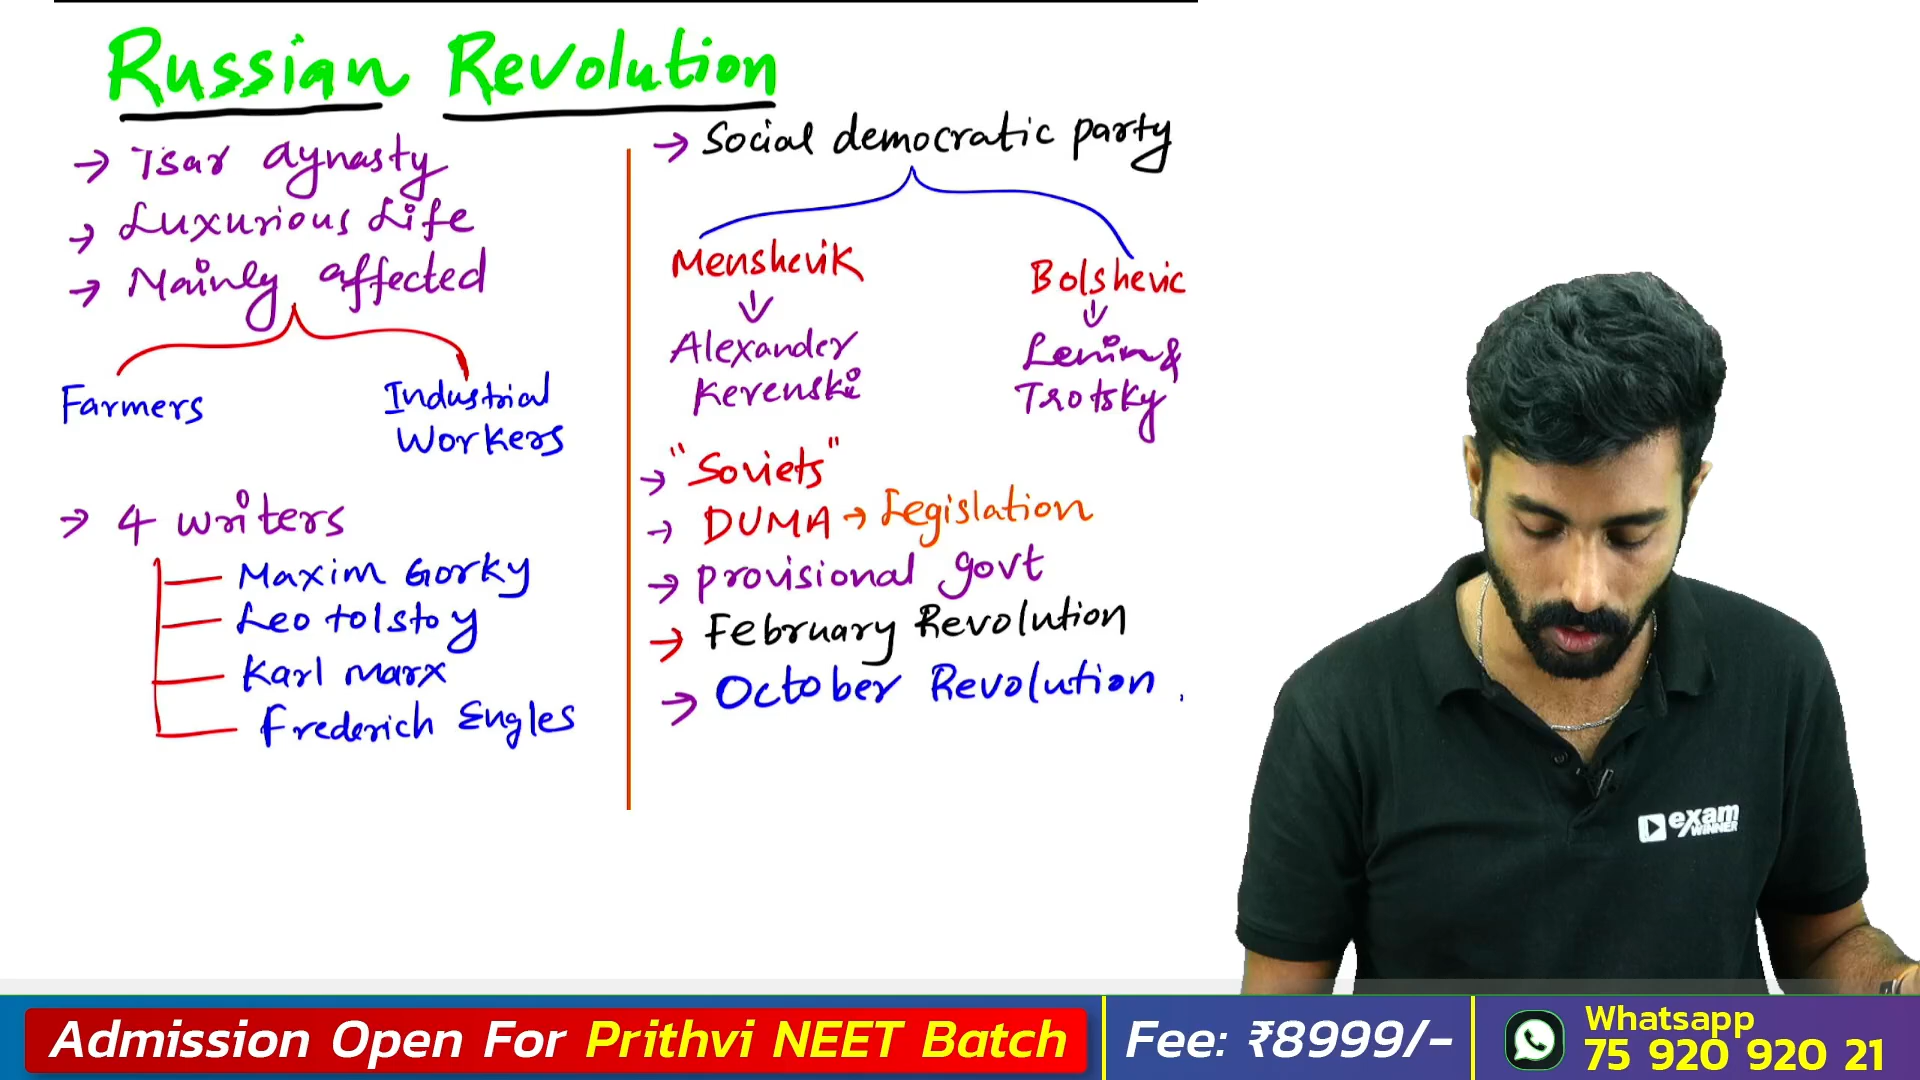 Russian Revolution
→ Tsar dynasty
→ Luxurious Life
→ Mainly affected
Farmers
Industrial
Workers
→ 4 writers
Maxim Gorky
Leo tolstoy
Karl Marx
Frederich Engles
→ Social democratic party
Menshevik
Alexander
Kerenski
Bolshevic
Lenin &
Trotsky
→ "Soviets"
→ DUMA → Legislation
→ Provisional govt
→ February Revolution
→ October Revolution.
exam
WINNER
Admission Open For Prithvi NEET Batch
Fee: ₹8999/-
Whatsapp
75 920 920 21